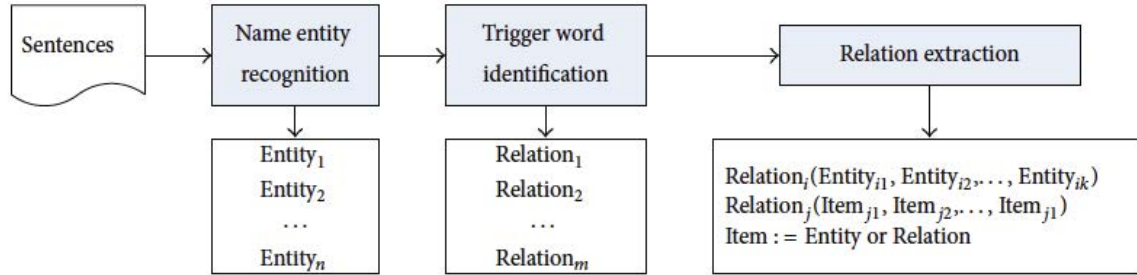 Sentences
Name entity
recognition
Trigger word
identification
Relation extraction
Entity₁
Entity₂
...
Entityₙ
Relation₁
Relation₂
...
Relationₘ
Relationᵢ(Entityᵢ₁, Entityᵢ₂,..., Entityᵢₖ)
Relationⱼ(Itemⱼ₁, Itemⱼ₂,..., Itemⱼ₁)
Item := Entity or Relation